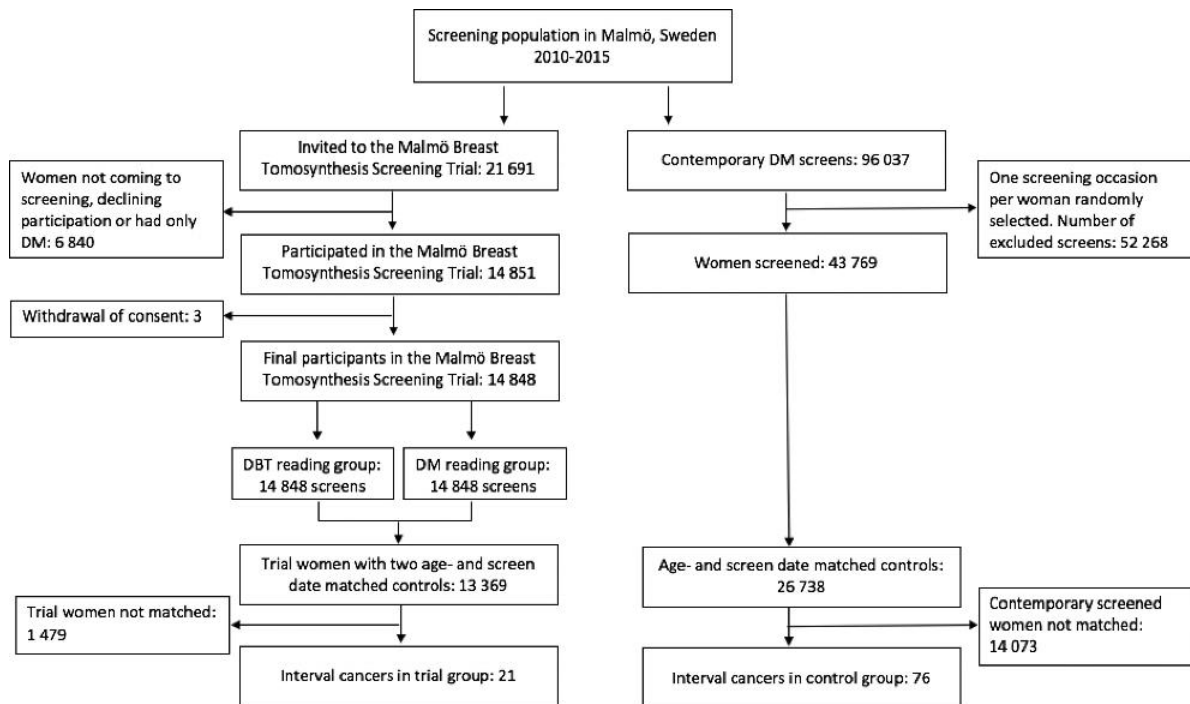 Screening population in Malmö, Sweden
2010-2015
Invited to the Malmö Breast
Tomosynthesis Screening Trial: 21 691
Contemporary DM screens: 96 037
Women not coming to
screening, declining
participation or had only
DM: 6 840
One screening occasion
per woman randomly
selected. Number of
excluded screens: 52 268
Participated in the Malmö Breast
Tomosynthesis Screening Trial: 14 851
Women screened: 43 769
Withdrawal of consent: 3
Final participants in the Malmö Breast
Tomosynthesis Screening Trial: 14 848
DBT reading group:
14 848 screens
DM reading group:
14 848 screens
Trial women with two age- and screen
date matched controls: 13 369
Age- and screen date matched controls:
26 738
Trial women not matched:
1 479
Contemporary screened
women not matched:
14 073
Interval cancers in trial group: 21
Interval cancers in control group: 76